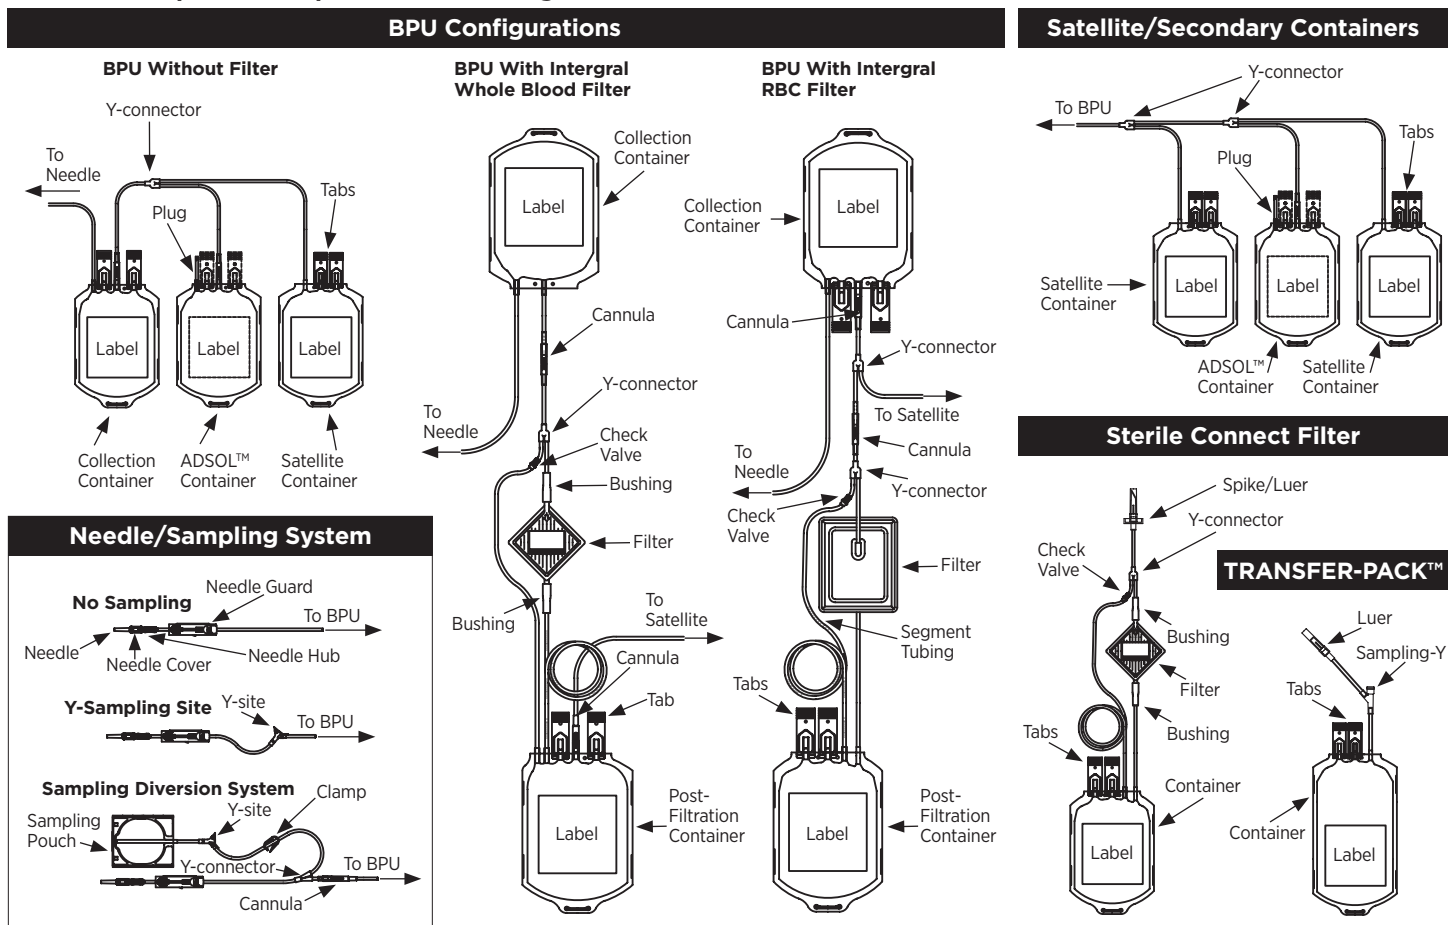 BPU Configurations
BPU Without Filter
Y-connector
To
Needle
Plug
Tabs
Label
Label
Label
Collection
Container
ADSOL™
Container
Satellite
Container
BPU With Intergral
Whole Blood Filter
Collection
Container
Label
Cannula
Y-connector
To
Needle
Check
Valve
Bushing
Filter
Bushing
To
Satellite
Cannula
Tab
Label
Post-
Filtration
Container
BPU With Intergral
RBC Filter
Label
Collection
Container
Cannula
Y-connector
To Satellite
Cannula
To
Needle
Y-connector
Check
Valve
Filter
Segment
Tubing
Tabs
Label
Post-
Filtration
Container
Needle/Sampling System
No Sampling
Needle Guard
To BPU
Needle
Needle Cover
Needle Hub
Y-Sampling Site
Y-site
To BPU
Sampling Diversion System
Sampling
Pouch
Y-site
Clamp
Y-connector
To BPU
Cannula
Satellite/Secondary Containers
Y-connector
To BPU
Tabs
Plug
Satellite
Container
Label
Label
Label
ADSOL™
Container
Satellite
Container
Sterile Connect Filter
Spike/Luer
Y-connector
Check
Valve
Bushing
Filter
Bushing
Tabs
Container
Label
TRANSFER-PACK™
Luer
Sampling-Y
Tabs
Container
Label